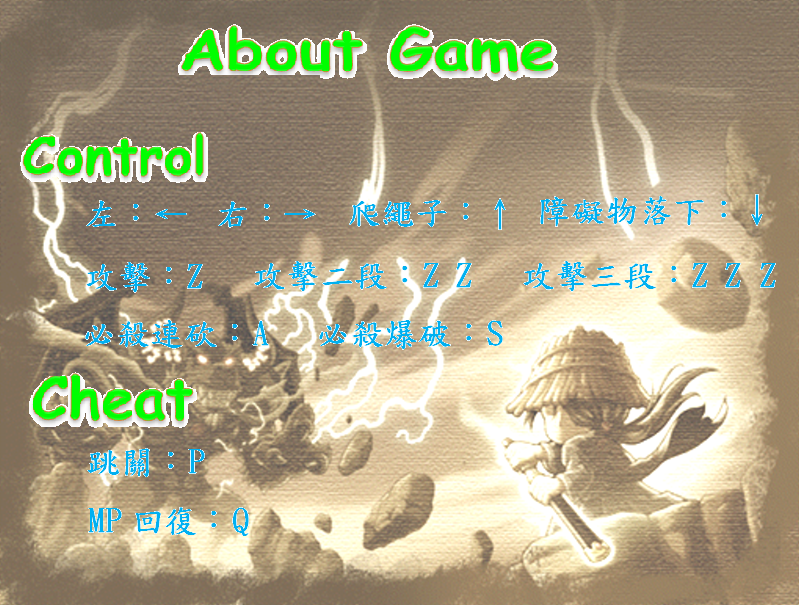 About Game
Control
左：← 右：→ 爬繩子：↑ 障礙物落下：↓
攻擊：Z 攻擊二段：Z Z 攻擊三段：Z Z Z
必殺連砍：A 必殺爆破：S
Cheat
跳關：P
MP 回復：Q